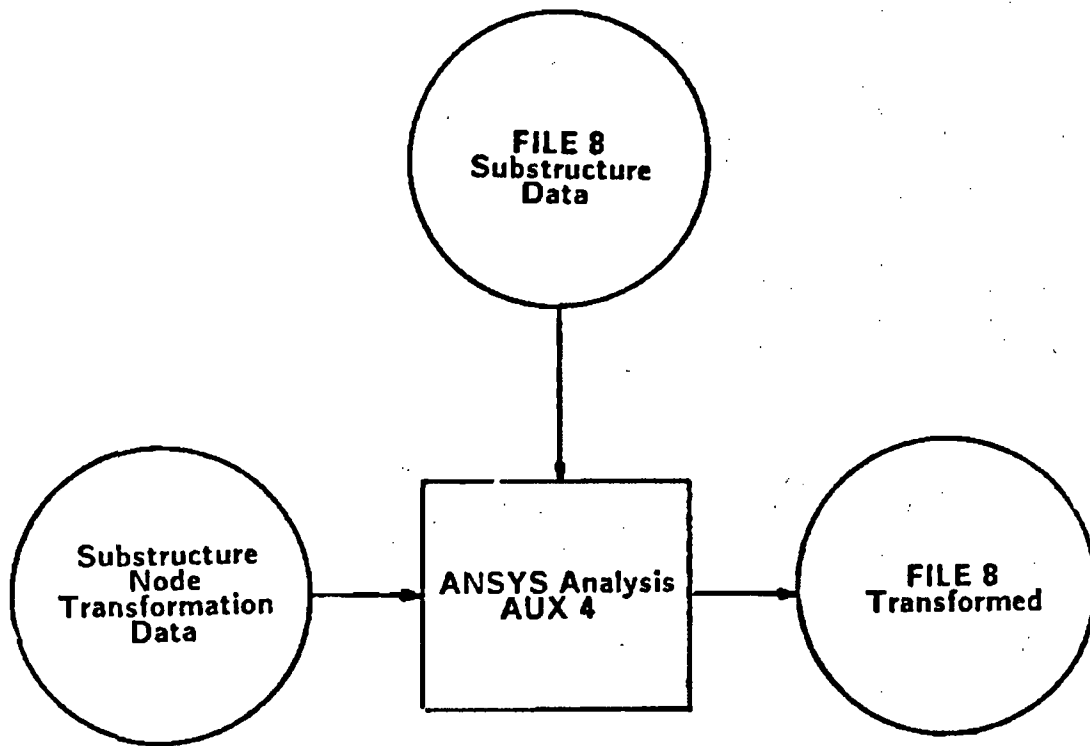 FILE 8
Substructure
Data
Substructure
Node
Transformation
Data
ANSYS Analysis
AUX 4
FILE 8
Transformed